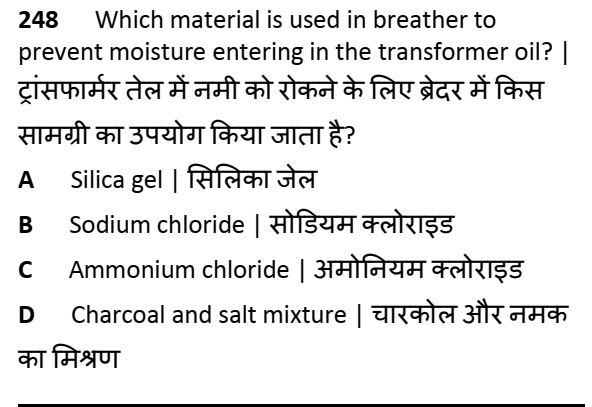 248 Which material is used in breather to
prevent moisture entering in the transformer oil? |
ट्रांसफार्मर तेल में नमी को रोकने के लिए ब्रेदर में किस
सामग्री का उपयोग किया जाता है?
A Silica gel | सिलिका जेल
B Sodium chloride | सोडियम क्लोराइड
C Ammonium chloride | अमोनियम क्लोराइड
D Charcoal and salt mixture | चारकोल और नमक
का मिश्रण